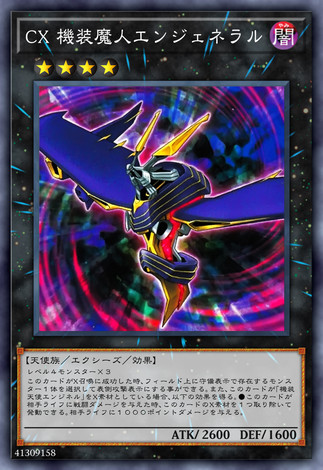 CX 機装魔人エンジェネラル
闇
やみ
【天使族／エクシーズ／効果】
レベル４モンスター×３
このカードがX召喚に成功した時、フィールド上に守備表示で存在するモンス
ター１体を選択して表側攻撃表示にする事ができる。また、このカードが「機装
天使エンジネル」をX素材としている場合、以下の効果を得る。●このカードが
相手ライフに戦闘ダメージを与えた時、このカードのX素材を１つ取り除いて
発動できる。相手ライフに１０００ポイントダメージを与える。
ATK/ 2600 DEF/1600
41309158